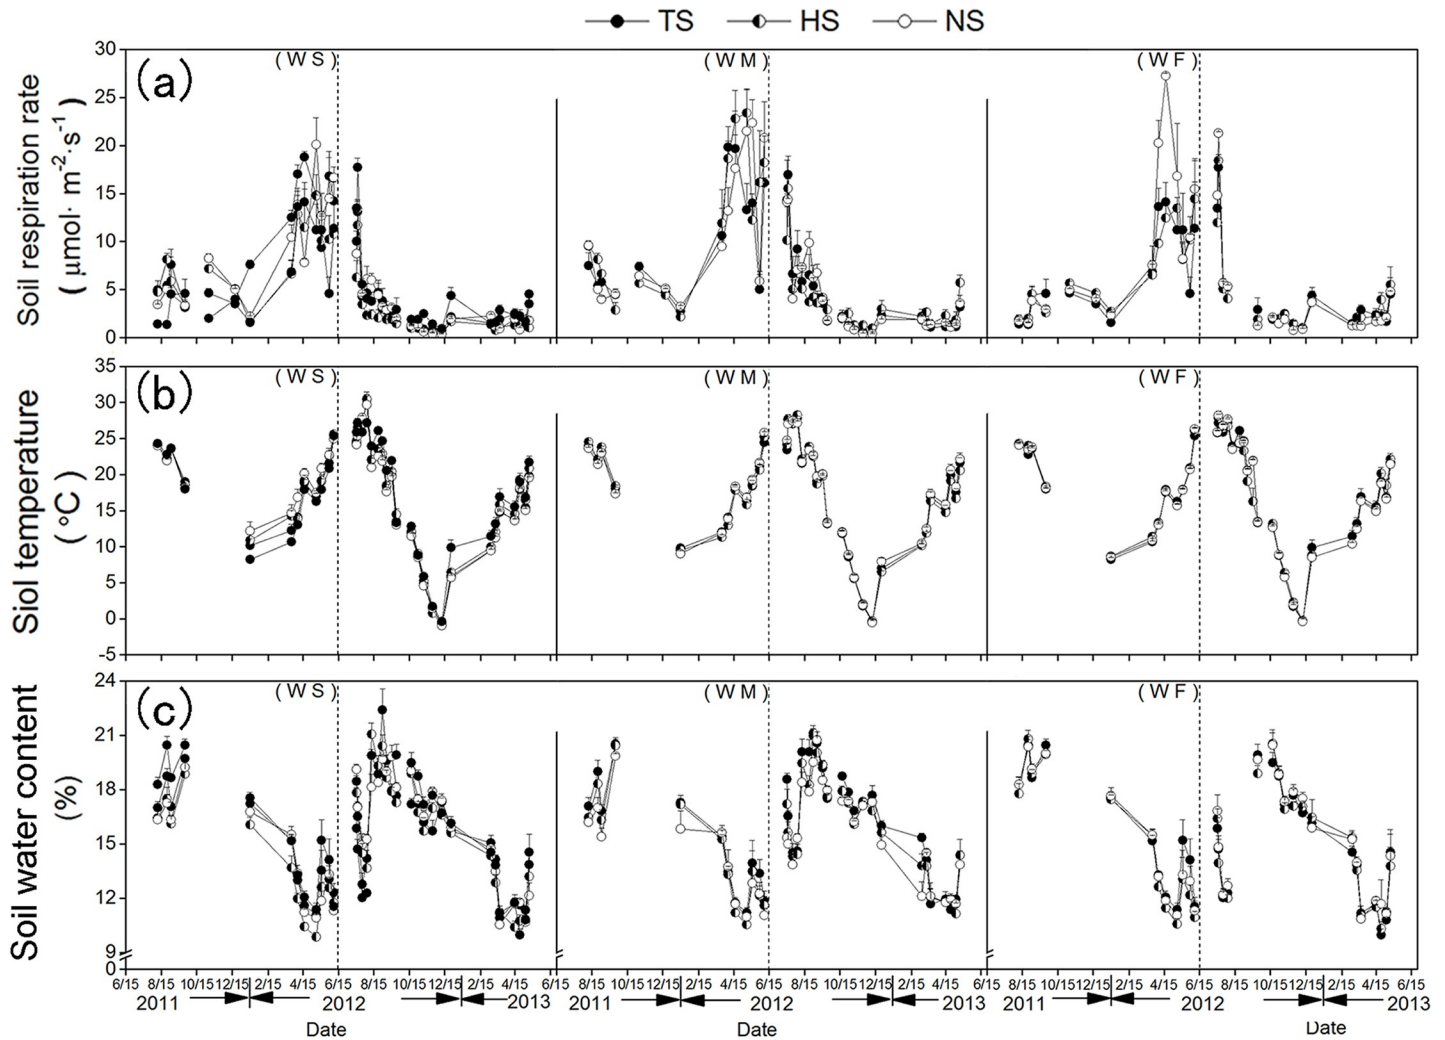 TS HS NS
(a)
(WS) (WM) (WF)
Soil respiration rate
( μmol· m-2·s-1 )
30
25
20
15
10
5
0
(b)
(WS) (WM) (WF)
Siol temperature
( °C )
35
30
25
20
15
10
5
0
-5
(c)
(WS) (WM) (WF)
Soil water content
(%)
24
21
18
15
12
9
0
6/15 8/15 10/15 12/15 2/15 4/15 6/15 8/15 10/15 12/15 2/15 4/15 6/15 8/15 10/15 12/15 2/15 4/15 6/15 8/15 10/15 12/15 2/15 4/15 6/15 8/15 10/15 12/15 2/15 4/15 6/15 8/15 10/15 12/15 2/15 4/15 6/15
2011 2012 2013 2011 2012 2013 2011 2012 2013
Date Date Date